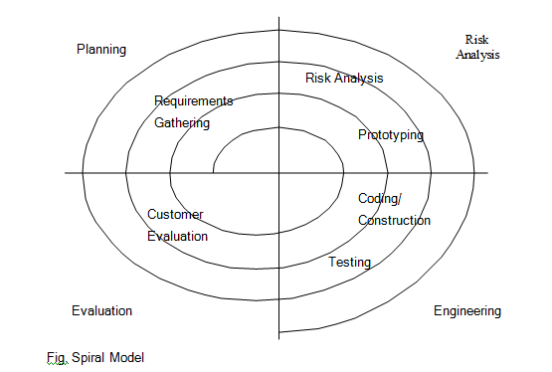 Planning
Risk
Analysis
Risk Analysis
Requirements
Gathering
Prototyping
Customer
Evaluation
Coding/
Construction
Testing
Evaluation
Engineering
Fig. Spiral Model